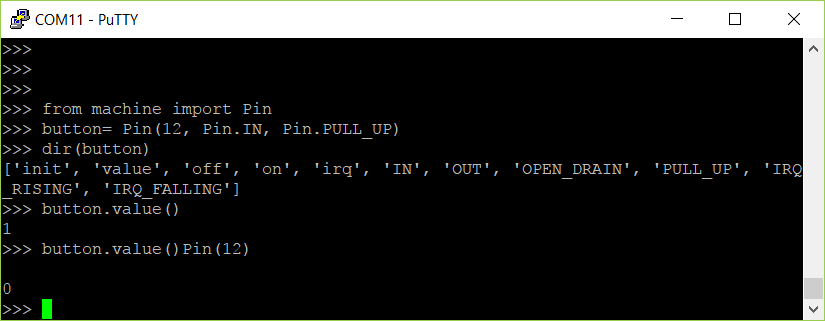 COM11 - PuTTY
>>>
>>>
>>>
>>> from machine import Pin
>>> button= Pin(12, Pin.IN, Pin.PULL_UP)
>>> dir(button)
['init', 'value', 'off', 'on', 'irq', 'IN', 'OUT', 'OPEN_DRAIN', 'PULL_UP', 'IRQ
_RISING', 'IRQ_FALLING']
>>> button.value()
1
>>> button.value()Pin(12)
0
>>>